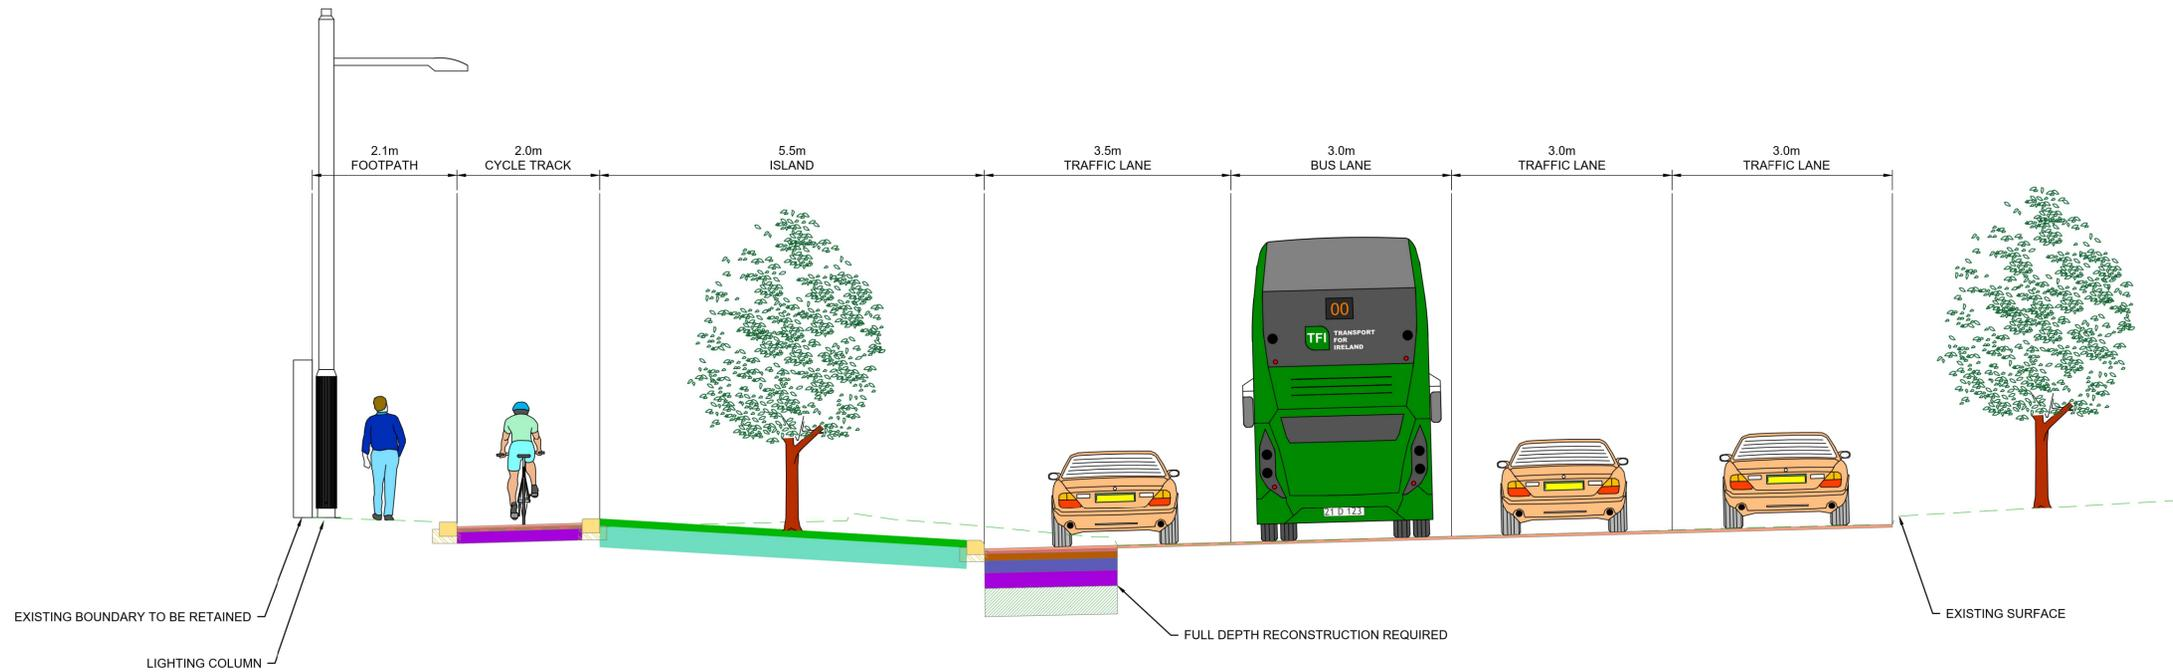 2.1m
FOOTPATH
2.0m
CYCLE TRACK
5.5m
ISLAND
3.5m
TRAFFIC LANE
3.0m
BUS LANE
3.0m
TRAFFIC LANE
3.0m
TRAFFIC LANE
00
TFI
TRANSPORT
FOR
IRELAND
21 D 123
EXISTING BOUNDARY TO BE RETAINED
LIGHTING COLUMN
FULL DEPTH RECONSTRUCTION REQUIRED
EXISTING SURFACE